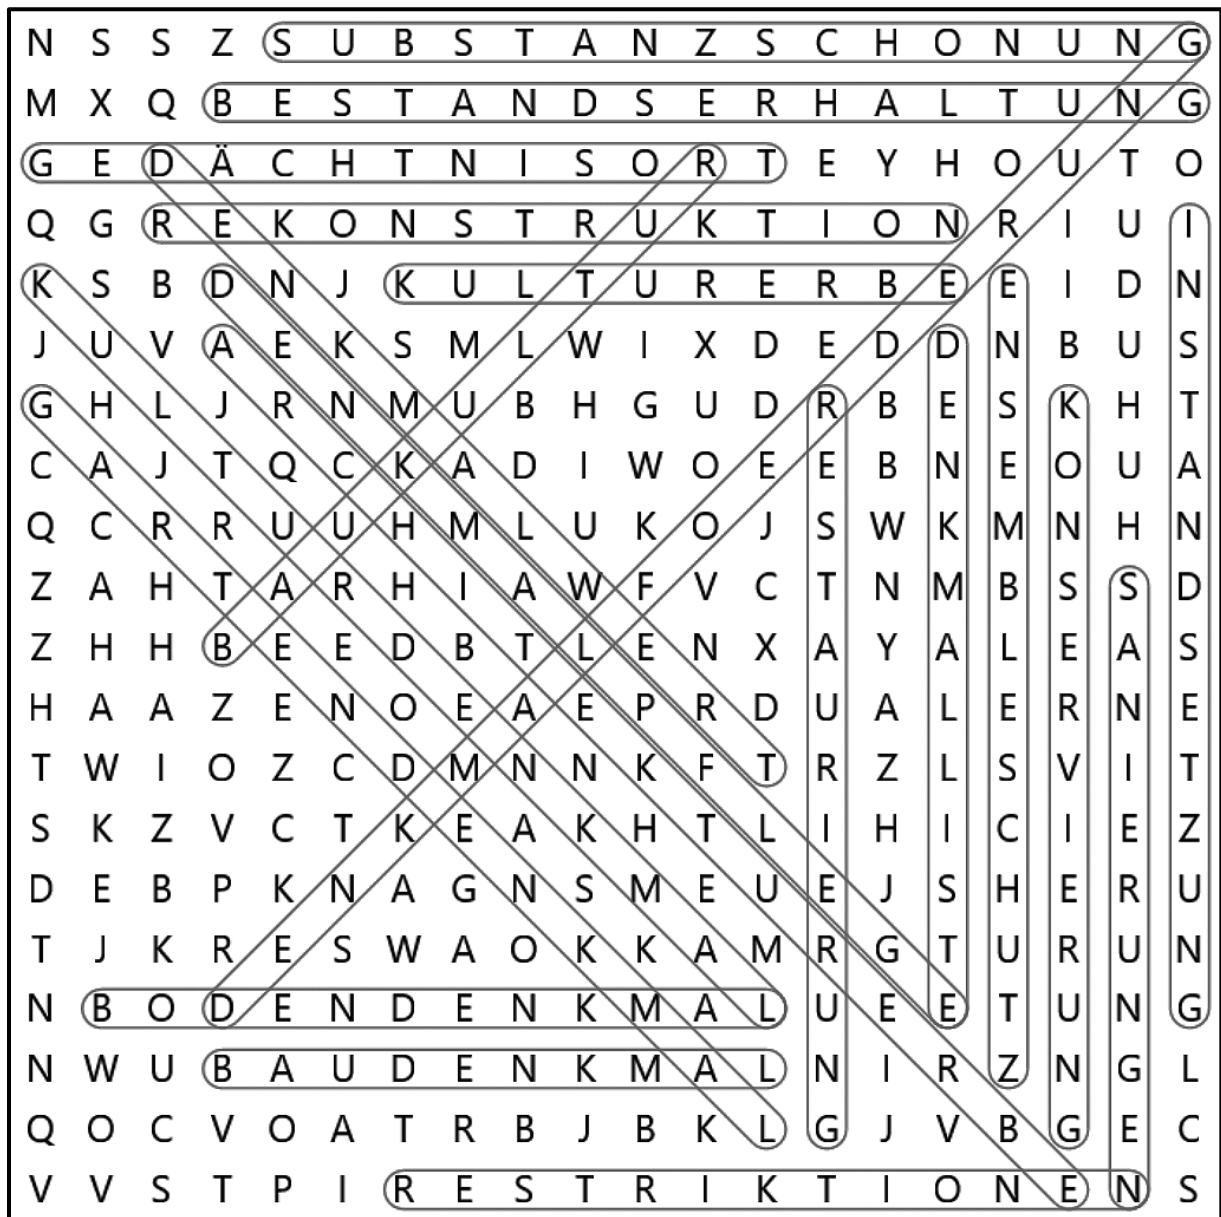 N S S Z S U B S T A N Z S C H O N U N G
M X Q B E S T A N D S E R H A L T U N G
G E D Ä C H T N I S O R T E Y H O U T O
Q G R E K O N S T R U K T I O N R I U I
K S B D N J K U L T U R E R B E E I D N
J U V A E K S M L W I X D E D D N B U S
G H L J R N M U B H G U D R B E S K H T
C A J T Q C K A D I W O E E B N E O U A
Q C R R U U H M L U K O J S W K M N H N
Z A H T A R H I A W F V C T N M B S S D
Z H H B E E D B T L E N X A Y A L E A S
H A A Z E N O E A E P R D U A L E R N E
T W I O Z C D M N N K F T R Z L S V I T
S K Z V C T K E A K H T L I H I C I E Z
D E B P K N A G N S M E U E J S H E R U
T J K R E S W A O K K A M R G T U R U N
N B O D E N D E N K M A L U E E T U N G
N W U B A U D E N K M A L N I R Z N G L
Q O C V O A T R B J B K L G J V B G E C
V V S T P I R E S T R I K T I O N E N S